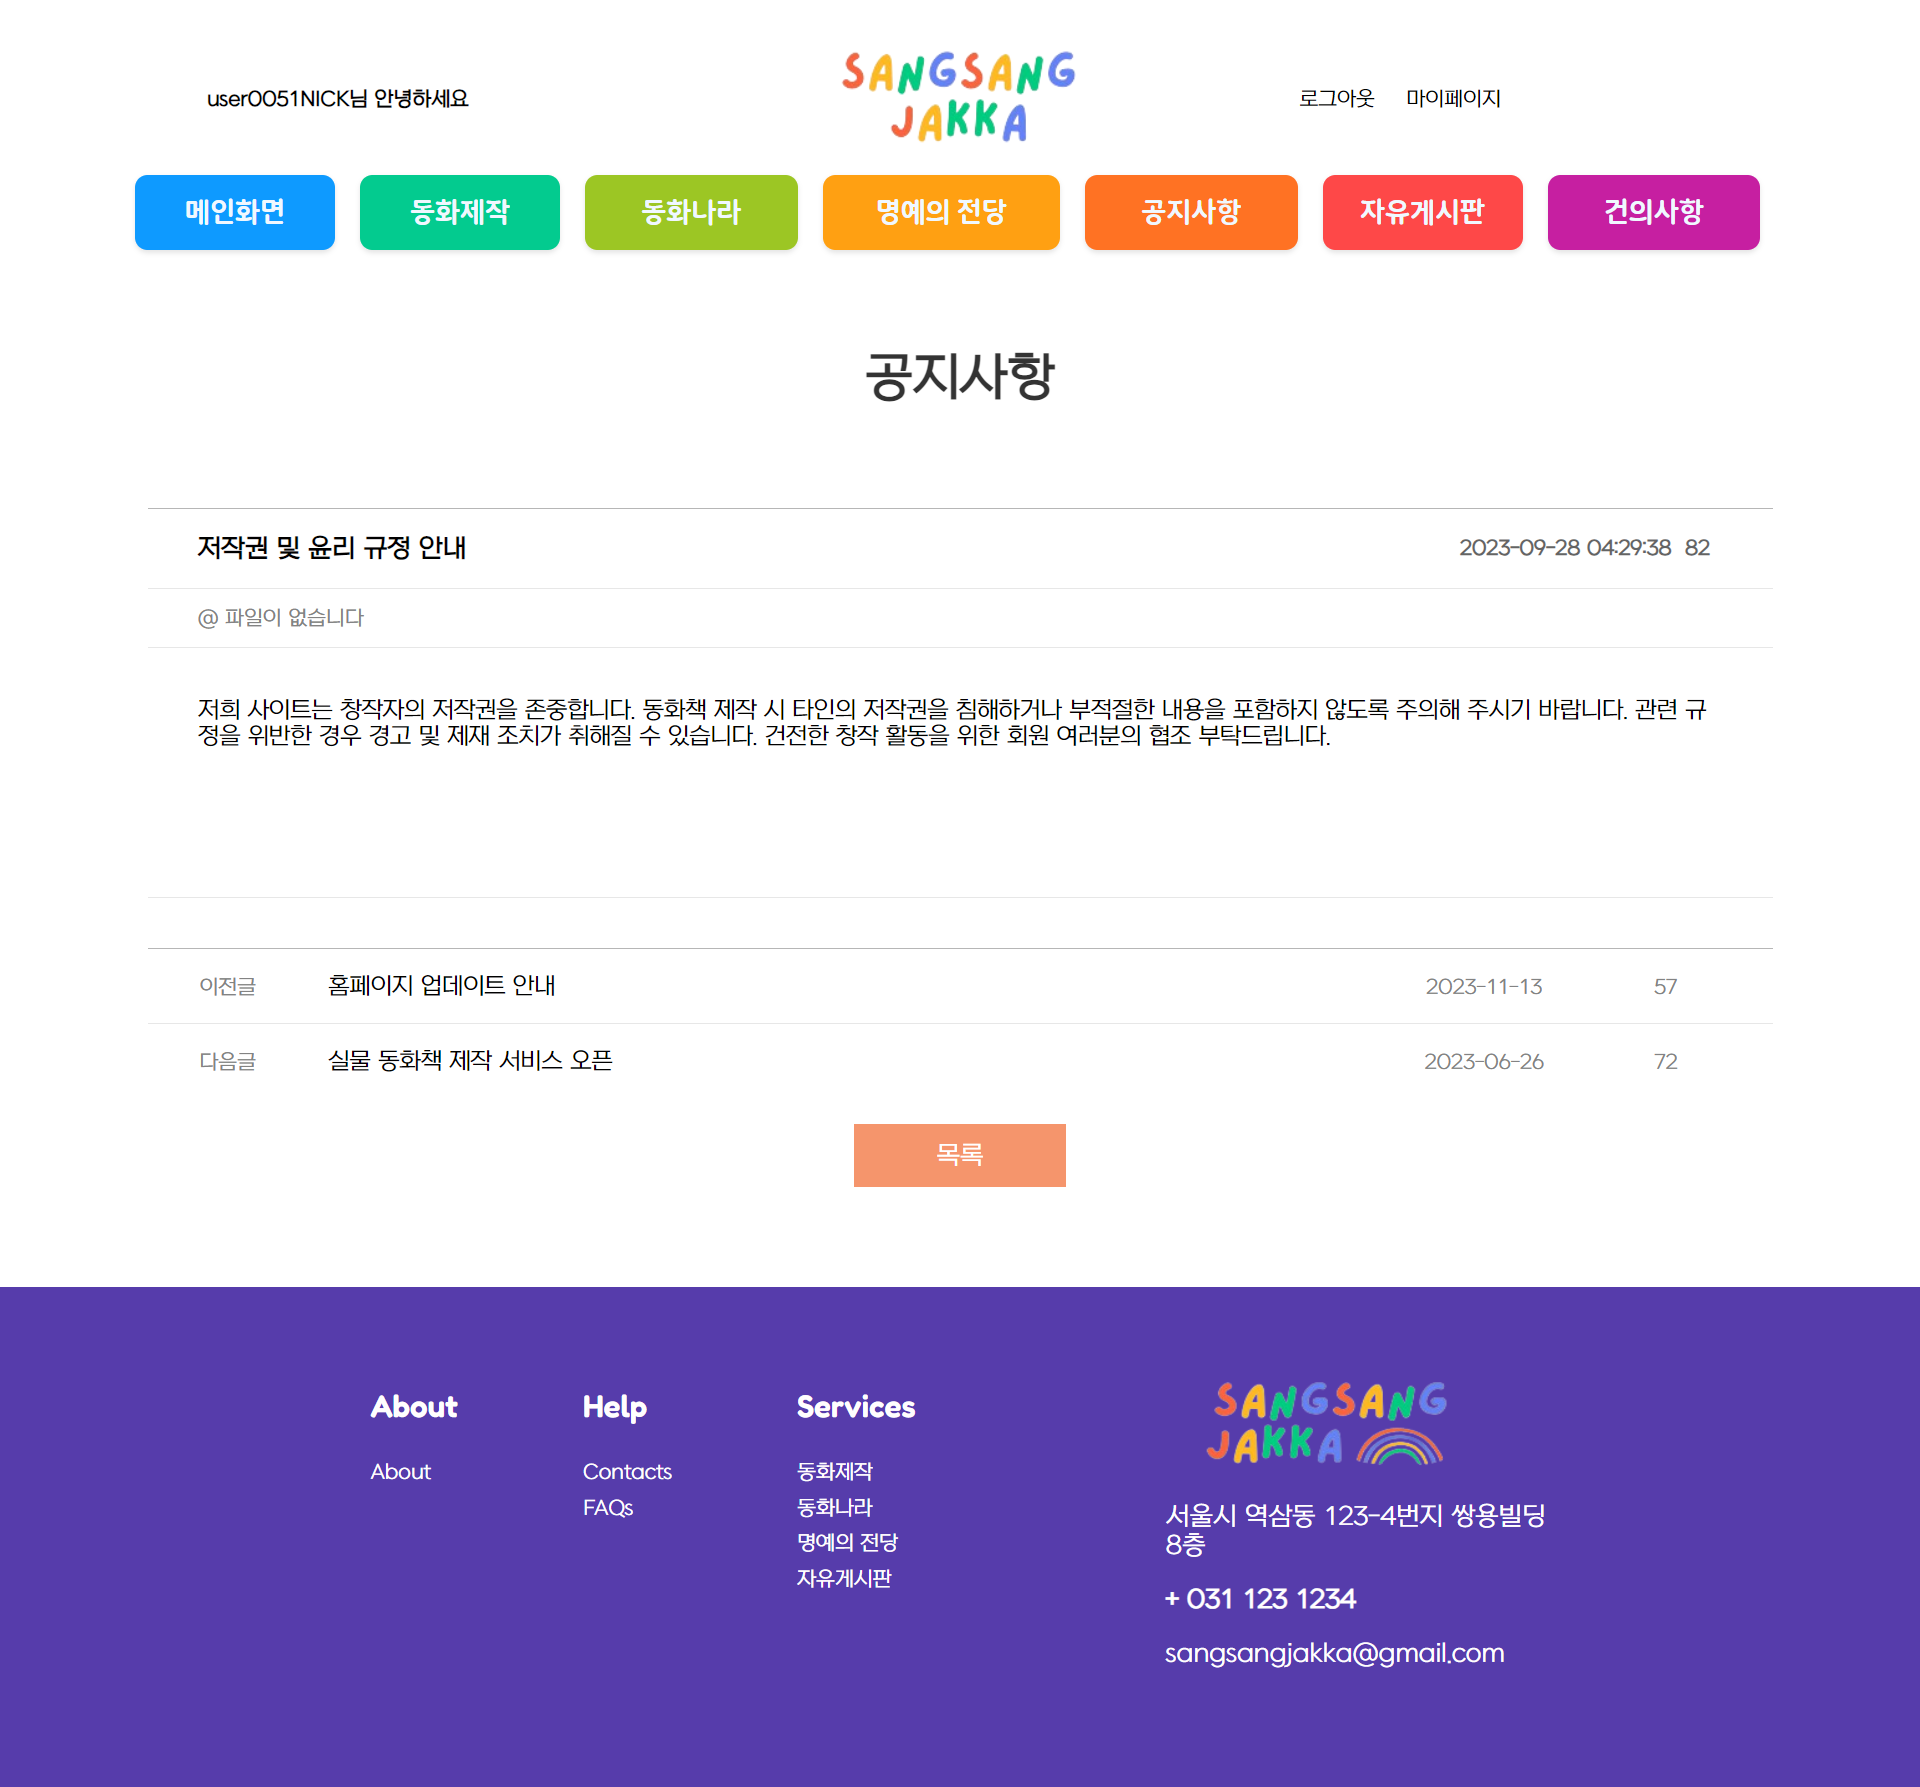 user0051NICK님 안녕하세요
SANGSANG
JAKKA
로그아웃 마이페이지
메인화면 동화제작 동화나라 명예의 전당 공지사항 자유게시판 건의사항
공지사항
저작권 및 윤리 규정 안내 2023-09-28 04:29:38 82
@ 파일이 없습니다
저희 사이트는 창작자의 저작권을 존중합니다. 동화책 제작 시 타인의 저작권을 침해하거나 부적절한 내용을 포함하지 않도록 주의해 주시기 바랍니다. 관련 규
정을 위반한 경우 경고 및 제재 조치가 취해질 수 있습니다. 건전한 창작 활동을 위한 회원 여러분의 협조 부탁드립니다.
이전글 홈페이지 업데이트 안내 2023-11-13 57
다음글 실물 동화책 제작 서비스 오픈 2023-06-26 72
목록
About
About
Help
Contacts
FAQs
Services
동화제작
동화나라
명예의 전당
자유게시판
SANGSANG
JAKKA
서울시 역삼동 123-4번지 쌍용빌딩
8층
+ 031 123 1234
sangsangjakka@gmail.com